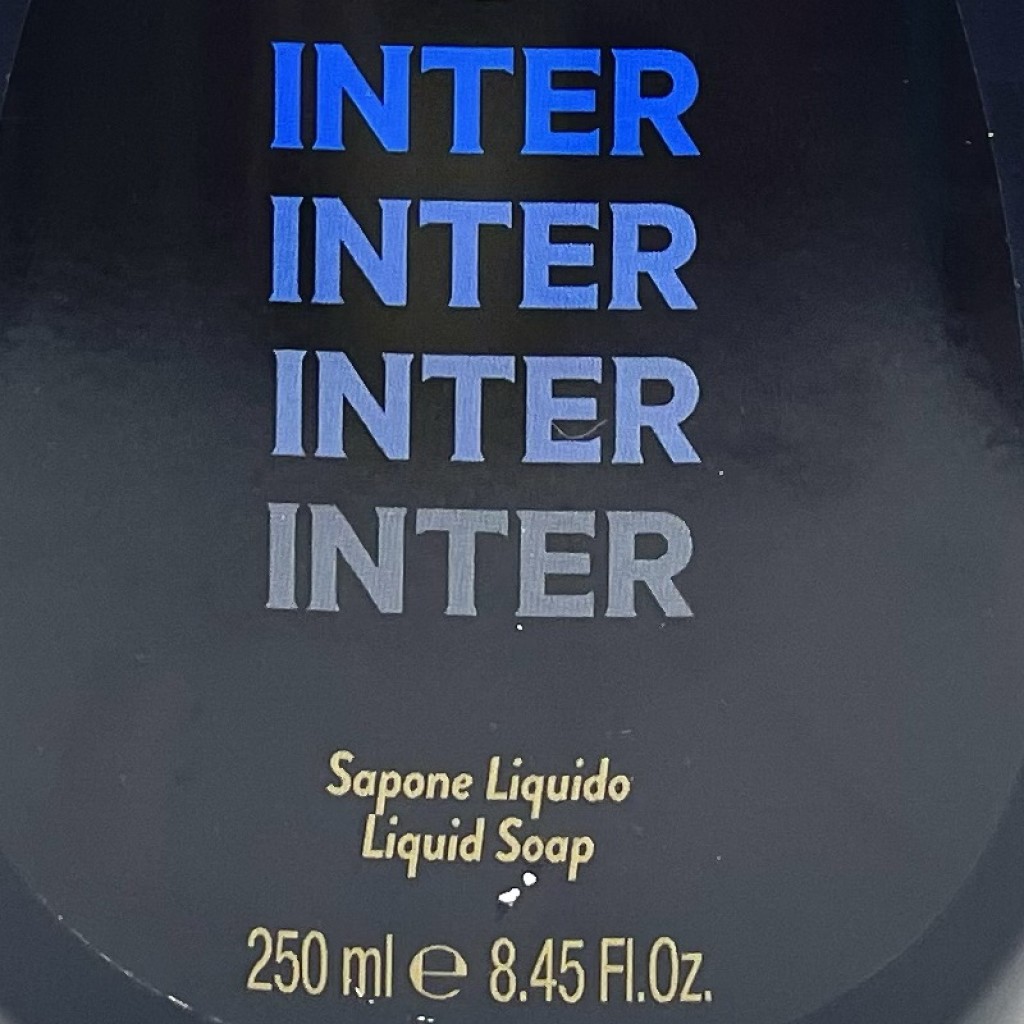 INTER
INTER
INTER
INTER
Sapone Liquido
Liquid Soap
250 ml ℮ 8.45 Fl.Oz.